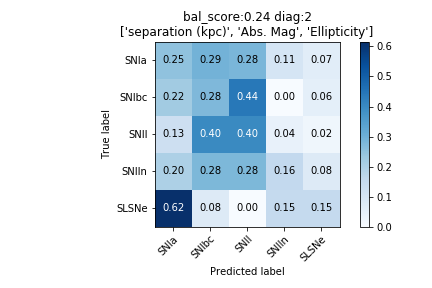 bal_score:0.24 diag:2
['separation (kpc)', 'Abs. Mag', 'Ellipticity']
True label
SNIa 0.25 0.29 0.28 0.11 0.07
SNIbc 0.22 0.28 0.44 0.00 0.06
SNII 0.13 0.40 0.40 0.04 0.02
SNIIn 0.20 0.28 0.28 0.16 0.08
SLSNe 0.62 0.08 0.00 0.15 0.15
SNIa SNIbc SNII SNIIn SLSNe
Predicted label
0.6
0.5
0.4
0.3
0.2
0.1
0.0